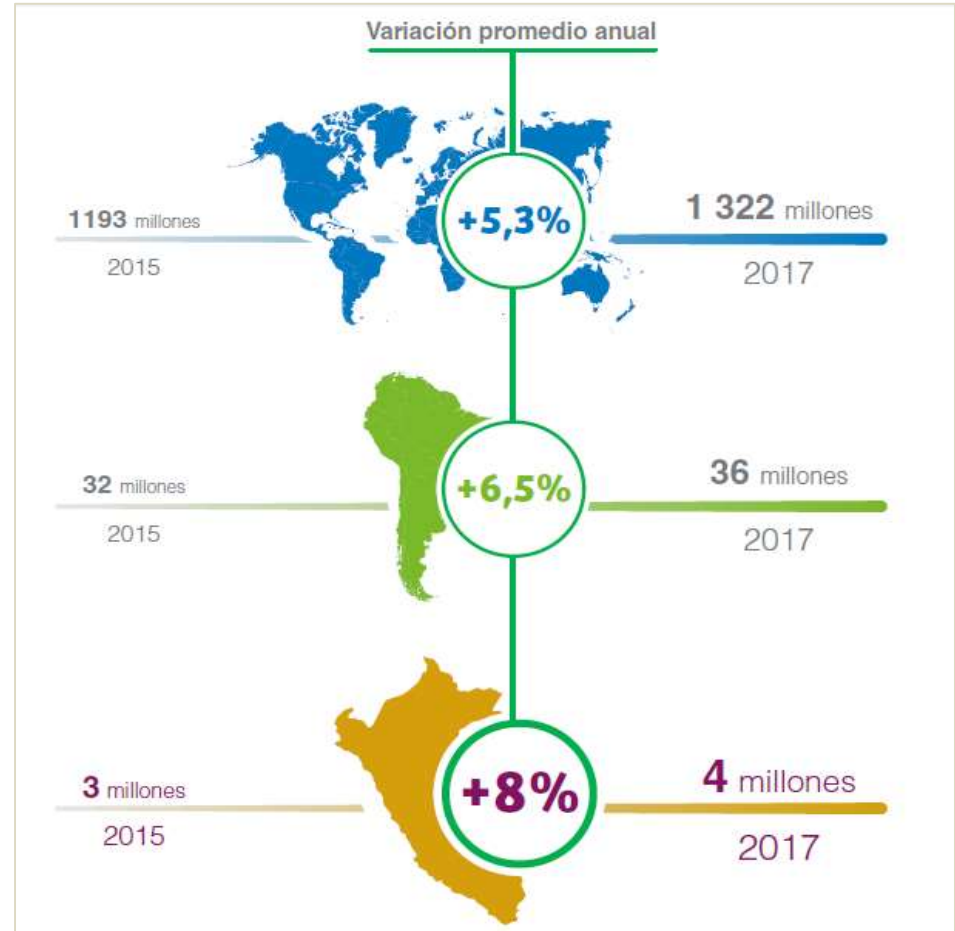 Variación promedio anual
1193 millones
+5,3%
1 322 millones
2015
2017
32 millones
+6,5%
36 millones
2015
2017
3 millones
+8%
4 millones
2015
2017